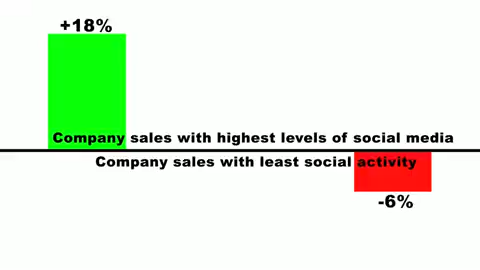 +18%
Company sales with highest levels of social media
Company sales with least social activity
-6%